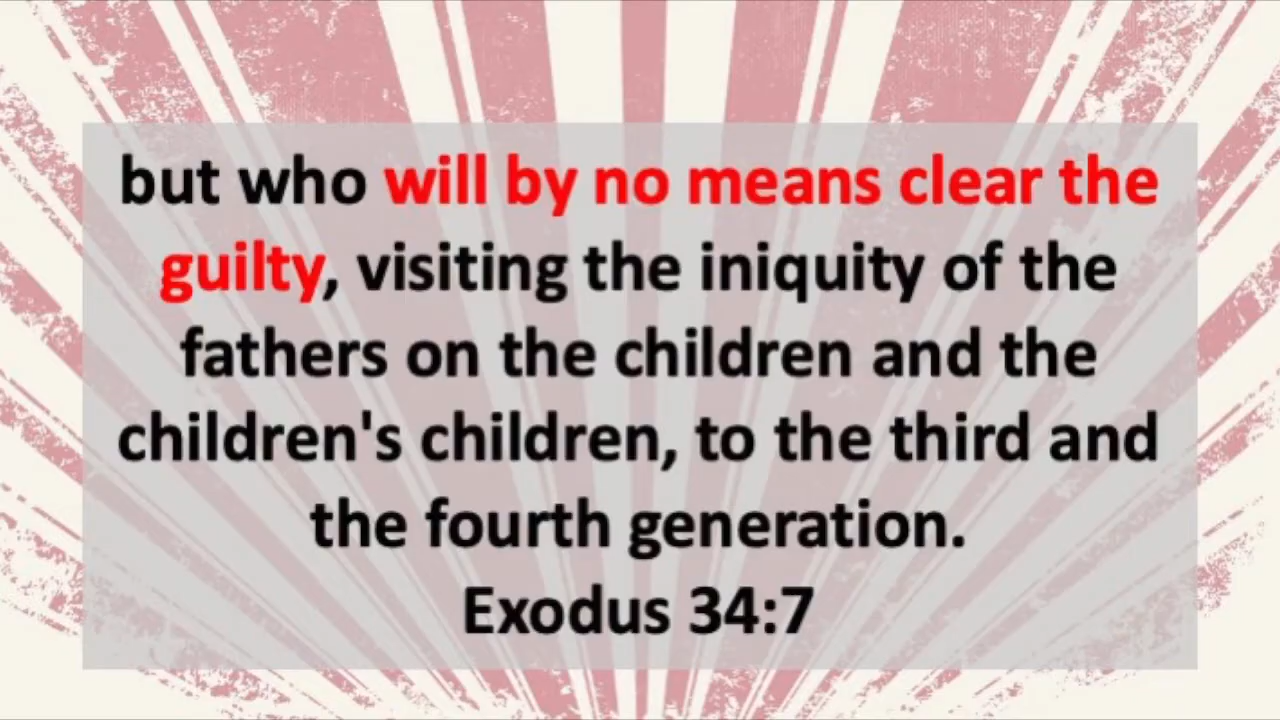 but who will by no means clear the
guilty, visiting the iniquity of the
fathers on the children and the
children's children, to the third and
the fourth generation.
Exodus 34:7